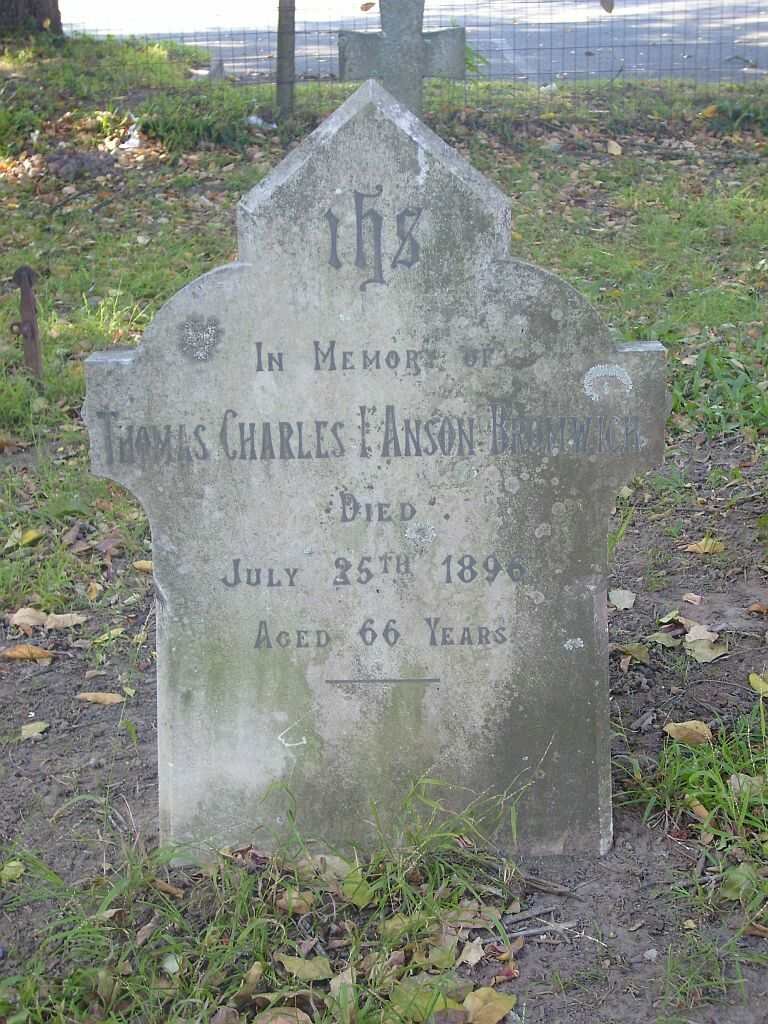 ihs
In Memory of
Thomas Charles I'Anson Bromwich
Died
July 25th 1896
Aged 66 Years